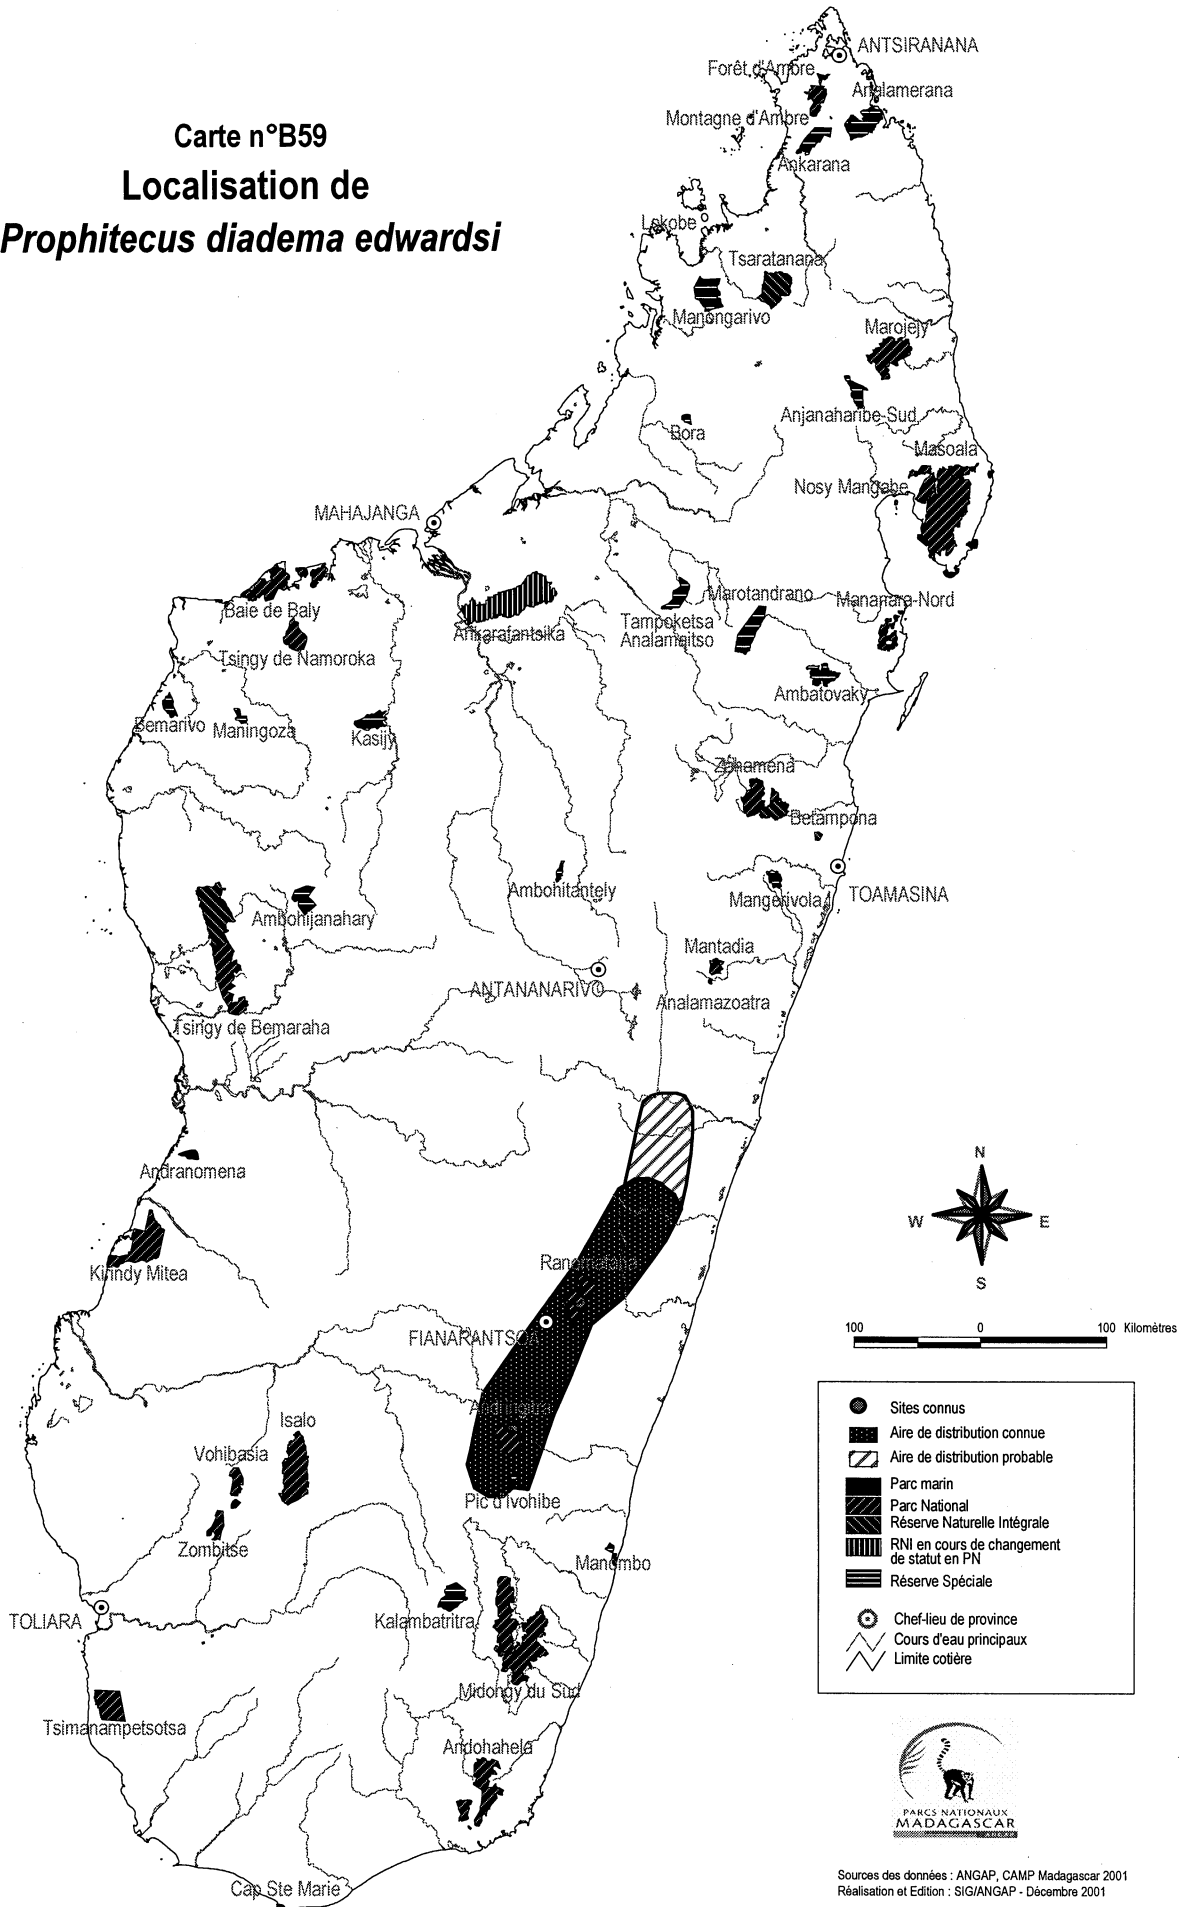 Carte n°B59
Localisation de
Prophitecus diadema edwardsi
ANTSIRANANA
Forêt d'Ambre
Analamerana
Montagne d'Ambre
Ankarana
Lokobe
Tsaratanana
Manongarivo
Marojejy
Anjanaharibe-Sud
Bora
Masoala
Nosy Mangabe
MAHAJANGA
Baie de Baly
Ankarafantsika
Tampoketsa
Analamaitso
Marotandrano
Mananara-Nord
Tsingy de Namoroka
Ambatovaky
Bemarivo
Maningoza
Kasijy
Zahamena
Betampona
Ambohitantely
Mangerivola
TOAMASINA
Ambohijanahary
Mantadia
ANTANANARIVO
Analamazoatra
Tsingy de Bemaraha
Andranomena
Kirindy Mitea
Ranomafana
FIANARANTSOA
Andringitra
Isalo
Vohibasia
Pic d'Ivohibe
Zombitse
Manombo
TOLIARA
Kalambatritra
Midongy du Sud
Tsimanampetsotsa
Andohahela
Cap Ste Marie
N
W
E
S
100
0
100 Kilomètres
Sites connus
Aire de distribution connue
Aire de distribution probable
Parc marin
Parc National
Réserve Naturelle Intégrale
RNI en cours de changement
de statut en PN
Réserve Spéciale
Chef-lieu de province
Cours d'eau principaux
Limite cotière
PARCS NATIONAUX
MADAGASCAR
Sources des données : ANGAP, CAMP Madagascar 2001
Réalisation et Edition : SIG/ANGAP - Décembre 2001